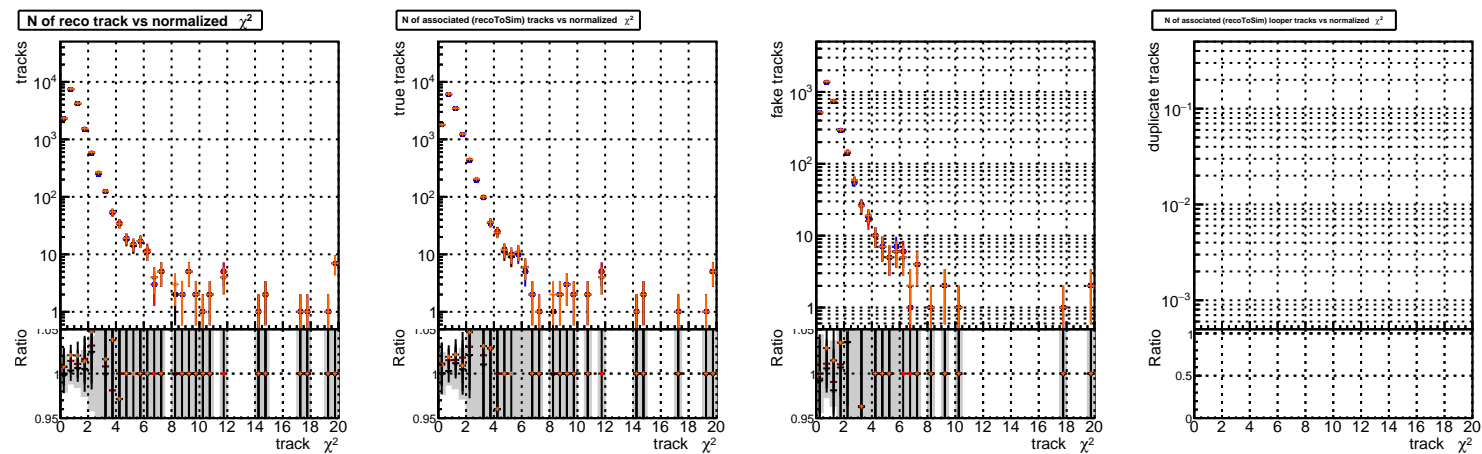 N of reco track vs normalized χ²
tracks
10⁴
10³
10²
10
1
Ratio
1.05
1
0.95
0 2 4 6 8 10 12 14 16 18 20
track χ²
N of associated (recoToSim) tracks vs normalized χ²
true tracks
10⁴
10³
10²
10
1
Ratio
1.05
1
0.95
0 2 4 6 8 10 12 14 16 18 20
track χ²
fake tracks
10³
10²
10
1
Ratio
1.05
1
0.95
0 2 4 6 8 10 12 14 16 18 20
track χ²
N of associated (recoToSim) looper tracks vs normalized χ²
duplicate tracks
10⁻¹
10⁻²
10⁻³
Ratio
1
0.5
0
0 2 4 6 8 10 12 14 16 18 20
track χ²